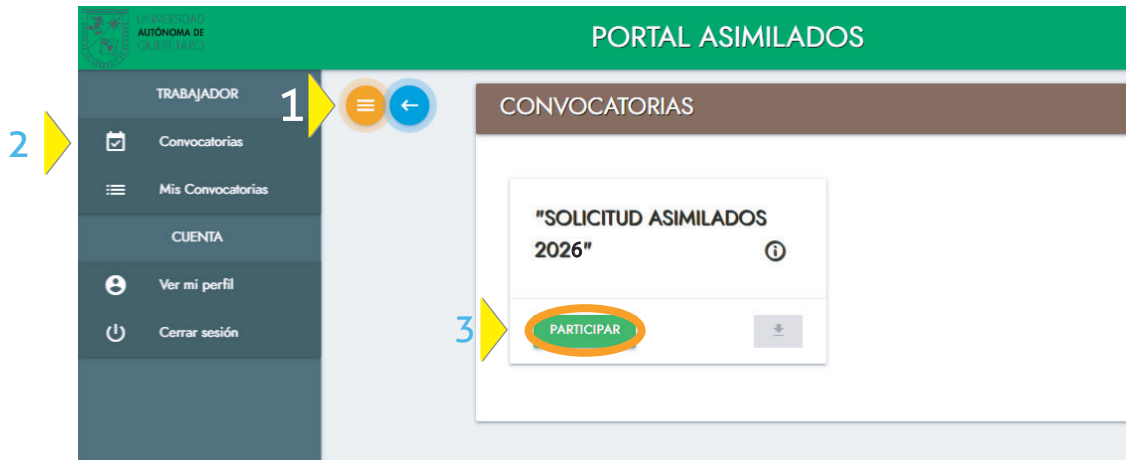 UNIVERSIDAD
AUTÓNOMA DE
QUERÉTARO
PORTAL ASIMILADOS
TRABAJADOR
1
CONVOCATORIAS
2
Convocatorias
Mis Convocatorias
"SOLICITUD ASIMILADOS
2026"
CUENTA
Ver mi perfil
Cerrar sesión
3
PARTICIPAR